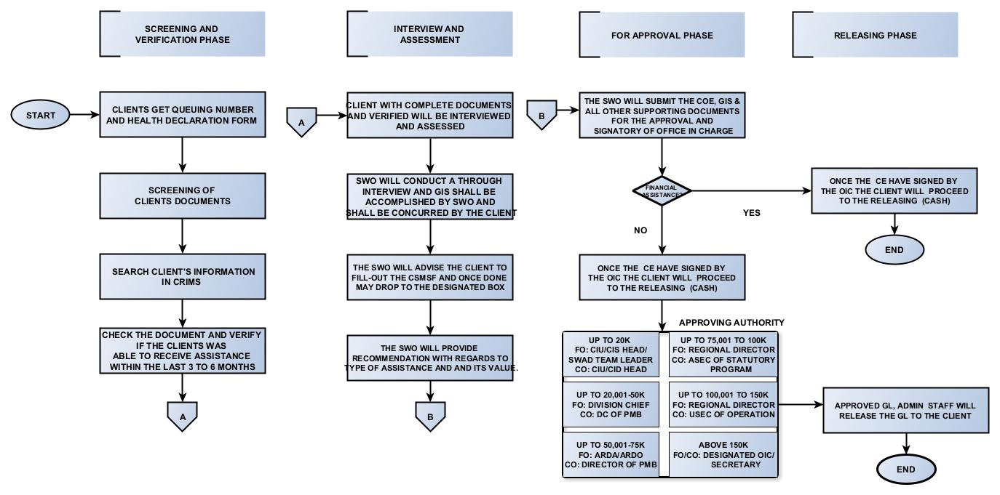 SCREENING AND
VERIFICATION PHASE
START
CLIENTS GET QUEUING NUMBER
AND HEALTH DECLARATION FORM
SCREENING OF
CLIENTS DOCUMENTS
SEARCH CLIENT'S INFORMATION
IN CRIMS
CHECK THE DOCUMENT AND VERIFY
IF THE CLIENTS WAS
ABLE TO RECEIVE ASSISTANCE
WITHIN THE LAST 3 TO 6 MONTHS
A
INTERVIEW AND
ASSESSMENT
A
CLIENT WITH COMPLETE DOCUMENTS
AND VERIFIED WILL BE INTERVIEWED
AND ASSESSED
SWO WILL CONDUCT A THROUGH
INTERVIEW AND GIS SHALL BE
ACCOMPLISHED BY SWO AND
SHALL BE CONCURRED BY THE CLIENT
THE SWO WILL ADVISE THE CLIENT TO
FILL-OUT THE CSMSF AND ONCE DONE
MAY DROP TO THE DESIGNATED BOX
THE SWO WILL PROVIDE
RECOMMENDATION WITH REGARDS TO
TYPE OF ASSISTANCE AND AND ITS VALUE.
B
FOR APPROVAL PHASE
B
THE SWO WILL SUBMIT THE COE, GIS &
ALL OTHER SUPPORTING DOCUMENTS
FOR THE APPROVAL AND
SIGNATORY OF OFFICE IN CHARGE
FINANCIAL
ASSISTANCE?
YES
NO
ONCE THE CE HAVE SIGNED BY
THE OIC THE CLIENT WILL PROCEED
TO THE RELEASING (CASH)
APPROVING AUTHORITY
UP TO 20K
FO: CIU/CIS HEAD/
SWAD TEAM LEADER
CO: CIU/CID HEAD
UP TO 75,001 TO 100K
FO: REGIONAL DIRECTOR
CO: ASEC OF STATUTORY
PROGRAM
UP TO 20,001-50K
FO: DIVISION CHIEF
CO: DC OF PMB
UP TO 100,001 TO 150K
FO: REGIONAL DIRECTOR
CO: USEC OF OPERATION
UP TO 50,001-75K
FO: ARDA/ARDO
CO: DIRECTOR OF PMB
ABOVE 150K
FO/CO: DESIGNATED OIC/
SECRETARY
RELEASING PHASE
ONCE THE CE HAVE SIGNED BY
THE OIC THE CLIENT WILL PROCEED
TO THE RELEASING (CASH)
END
APPROVED GL, ADMIN STAFF WILL
RELEASE THE GL TO THE CLIENT
END